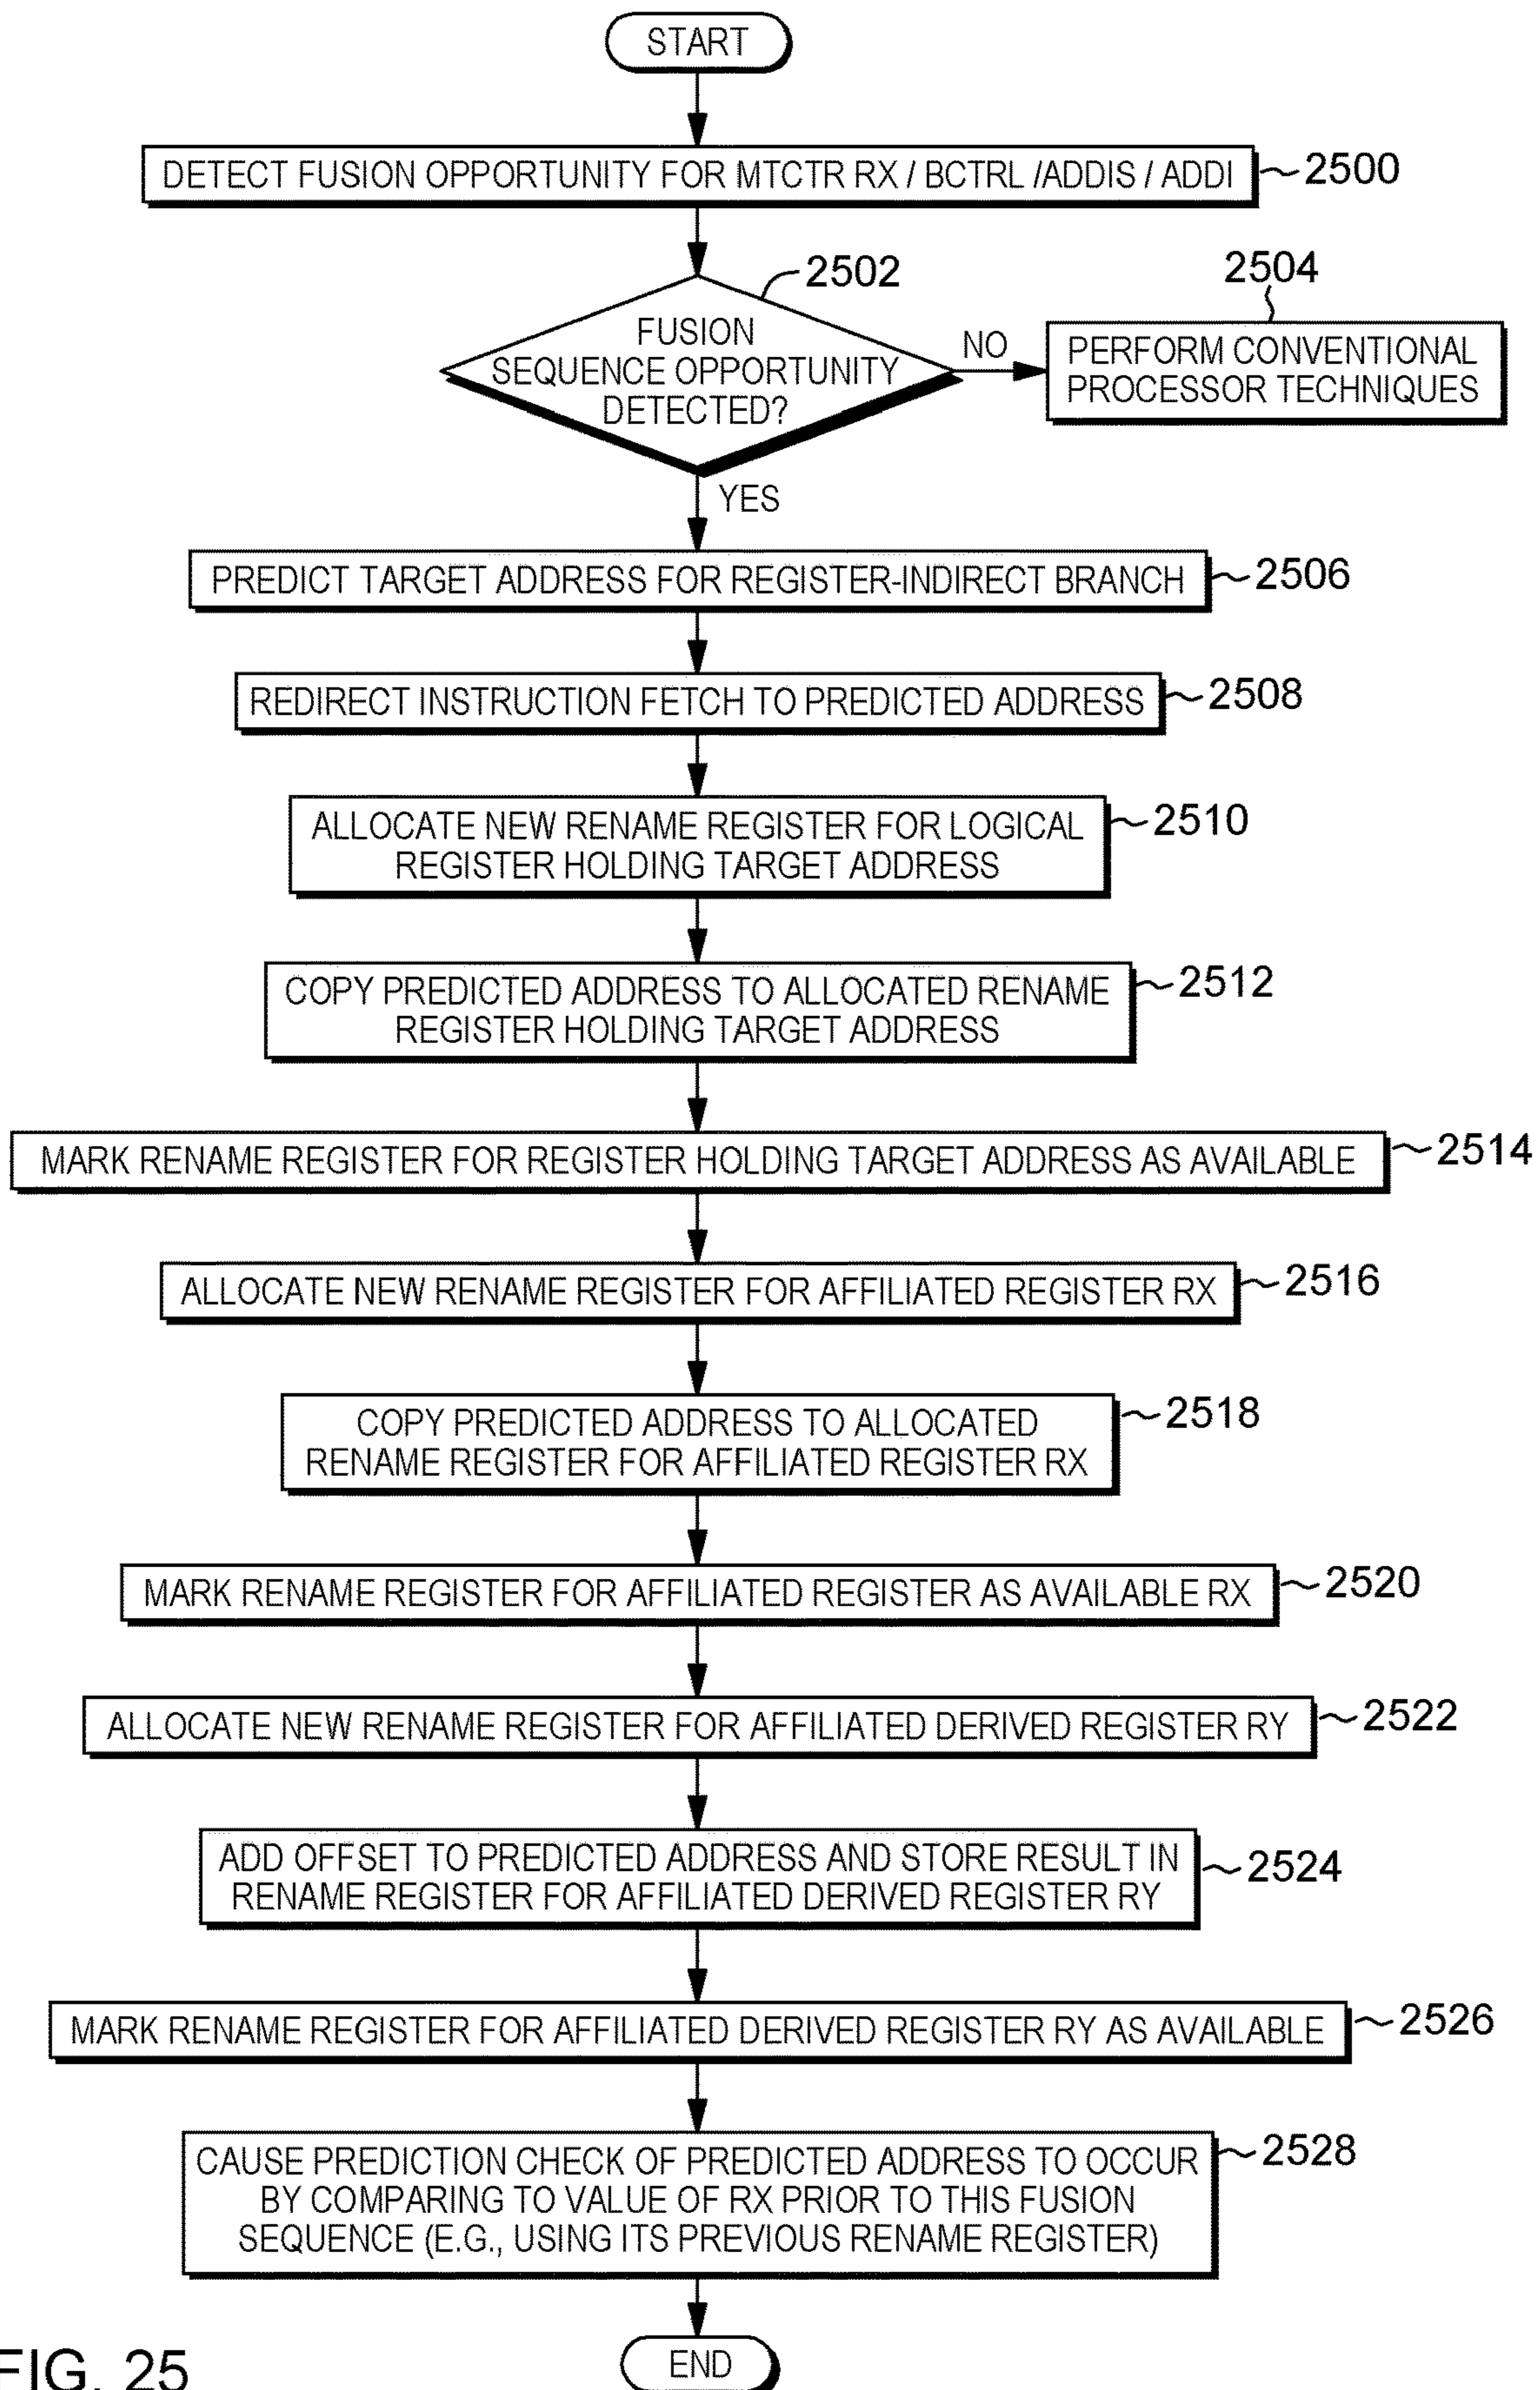 START
DETECT FUSION OPPORTUNITY FOR MTCTR RX / BCTRL /ADDIS / ADDI
2500
2502
FUSION
SEQUENCE OPPORTUNITY
DETECTED?
NO
2504
PERFORM CONVENTIONAL
PROCESSOR TECHNIQUES
YES
PREDICT TARGET ADDRESS FOR REGISTER-INDIRECT BRANCH
2506
REDIRECT INSTRUCTION FETCH TO PREDICTED ADDRESS
2508
ALLOCATE NEW RENAME REGISTER FOR LOGICAL
REGISTER HOLDING TARGET ADDRESS
2510
COPY PREDICTED ADDRESS TO ALLOCATED RENAME
REGISTER HOLDING TARGET ADDRESS
2512
MARK RENAME REGISTER FOR REGISTER HOLDING TARGET ADDRESS AS AVAILABLE
2514
ALLOCATE NEW RENAME REGISTER FOR AFFILIATED REGISTER RX
2516
COPY PREDICTED ADDRESS TO ALLOCATED
RENAME REGISTER FOR AFFILIATED REGISTER RX
2518
MARK RENAME REGISTER FOR AFFILIATED REGISTER AS AVAILABLE RX
2520
ALLOCATE NEW RENAME REGISTER FOR AFFILIATED DERIVED REGISTER RY
2522
ADD OFFSET TO PREDICTED ADDRESS AND STORE RESULT IN
RENAME REGISTER FOR AFFILIATED DERIVED REGISTER RY
2524
MARK RENAME REGISTER FOR AFFILIATED DERIVED REGISTER RY AS AVAILABLE
2526
CAUSE PREDICTION CHECK OF PREDICTED ADDRESS TO OCCUR
BY COMPARING TO VALUE OF RX PRIOR TO THIS FUSION
SEQUENCE (E.G., USING ITS PREVIOUS RENAME REGISTER)
2528
END
FIG. 25